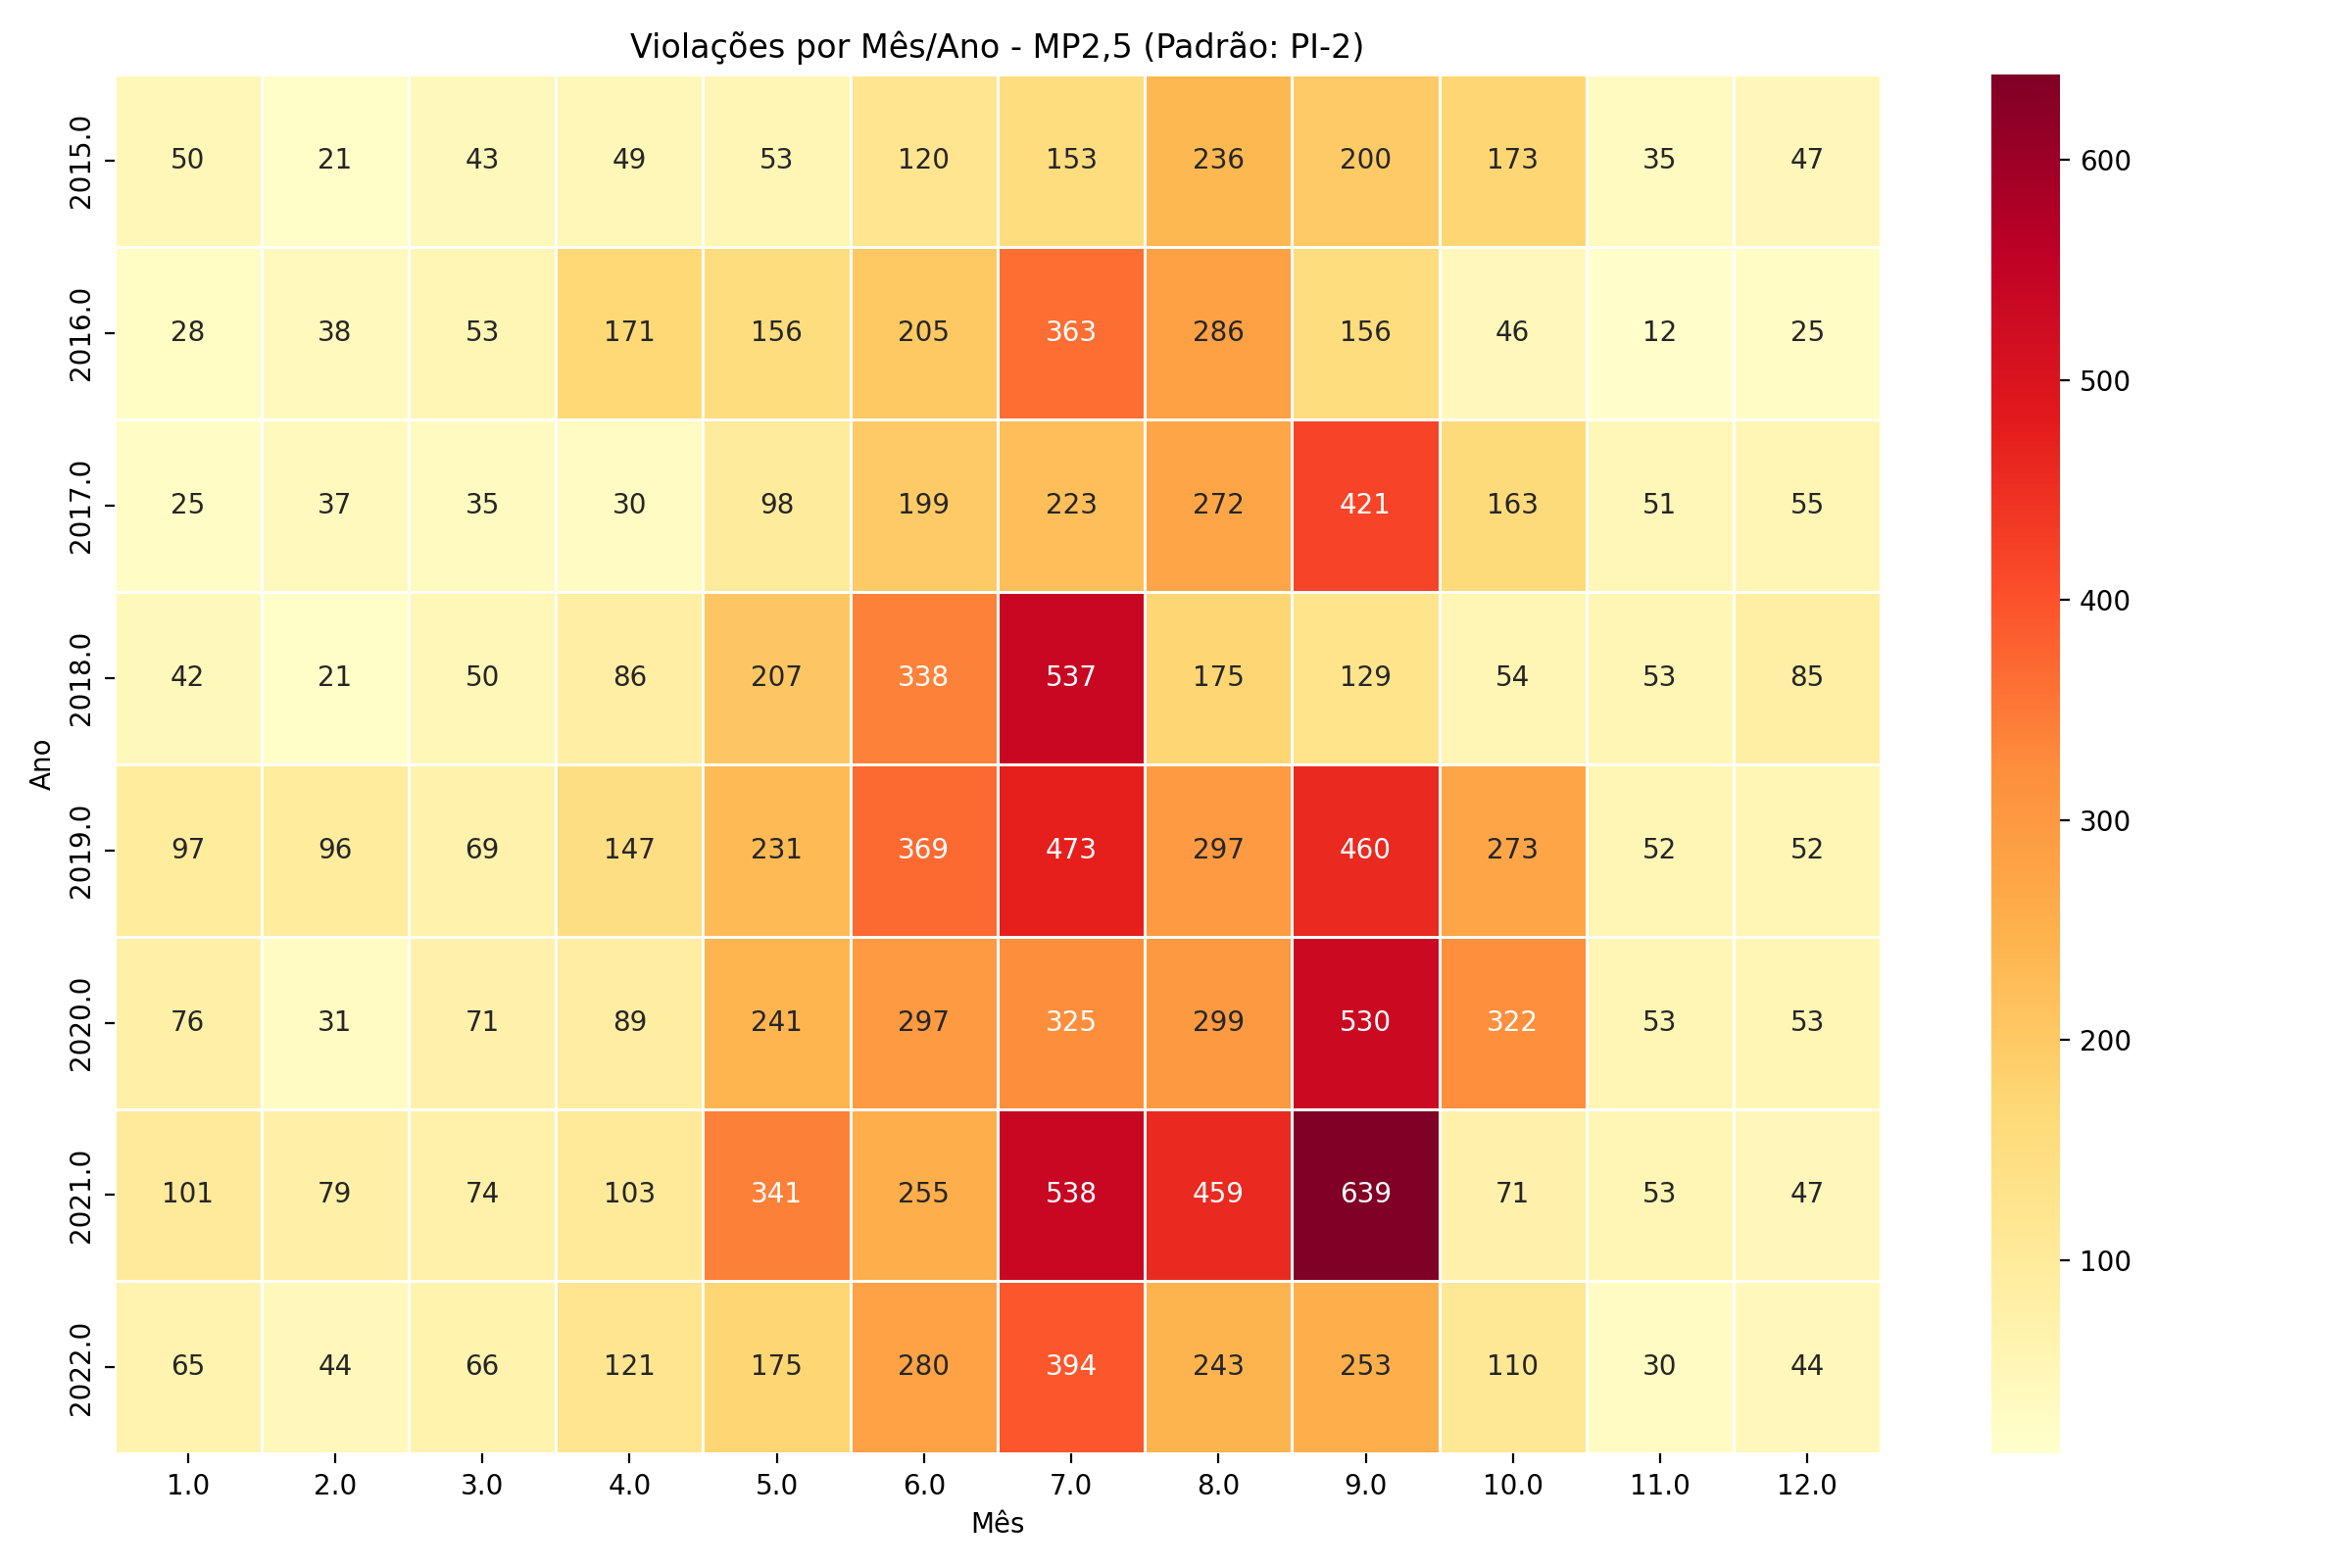 Violações por Mês/Ano - MP2,5 (Padrão: PI-2)
Ano
2015.0 50 21 43 49 53 120 153 236 200 173 35 47
2016.0 28 38 53 171 156 205 363 286 156 46 12 25
2017.0 25 37 35 30 98 199 223 272 421 163 51 55
2018.0 42 21 50 86 207 338 537 175 129 54 53 85
2019.0 97 96 69 147 231 369 473 297 460 273 52 52
2020.0 76 31 71 89 241 297 325 299 530 322 53 53
2021.0 101 79 74 103 341 255 538 459 639 71 53 47
2022.0 65 44 66 121 175 280 394 243 253 110 30 44
1.0 2.0 3.0 4.0 5.0 6.0 7.0 8.0 9.0 10.0 11.0 12.0
Mês
600
500
400
300
200
100